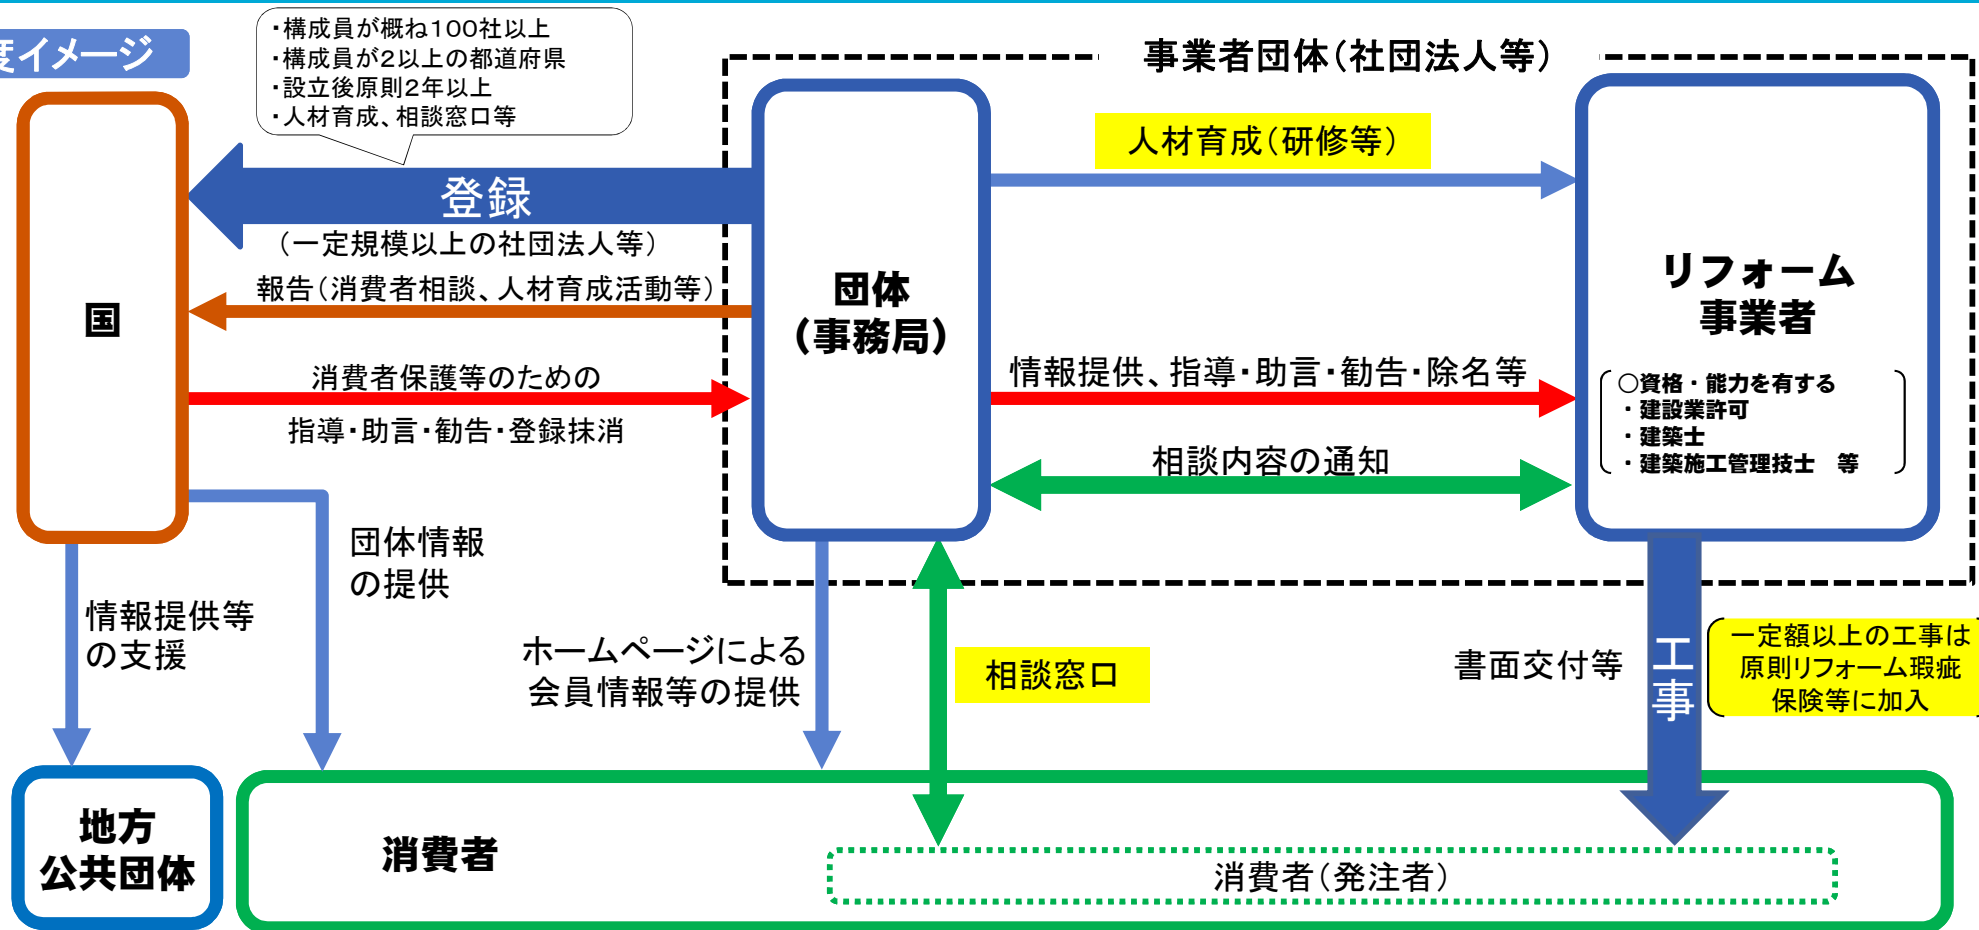 度イメージ
・構成員が概ね100社以上
・構成員が2以上の都道府県
・設立後原則2年以上
・人材育成、相談窓口等
事業者団体(社団法人等)
人材育成(研修等)
登録
(一定規模以上の社団法人等)
報告(消費者相談、人材育成活動等)
国
団体
(事務局)
リフォーム
事業者
消費者保護等のための
指導・助言・勧告・登録抹消
情報提供、指導・助言・勧告・除名等
○資格・能力を有する
・建設業許可
・建築士
・建築施工管理技士 等
相談内容の通知
団体情報
の提供
情報提供等
の支援
ホームページによる
会員情報等の提供
相談窓口
書面交付等
工事
一定額以上の工事は
原則リフォーム瑕疵
保険等に加入
地方
公共団体
消費者
消費者(発注者)